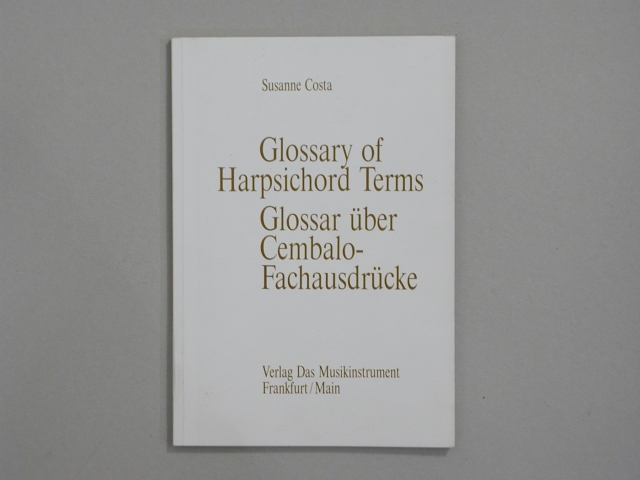 Susanne Costa
Glossary of
Harpsichord Terms
Glossar über
Cembalo-
Fachausdrücke
Verlag Das Musikinstrument
Frankfurt/Main